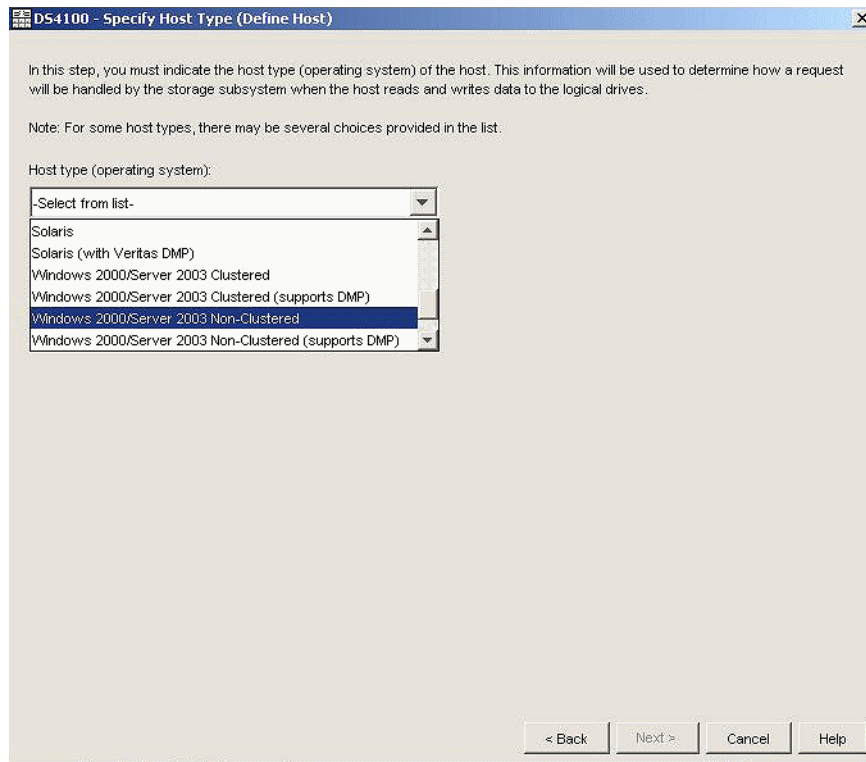 DS4100 - Specify Host Type (Define Host)
In this step, you must indicate the host type (operating system) of the host. This information will be used to determine how a request
will be handled by the storage subsystem when the host reads and writes data to the logical drives.
Note: For some host types, there may be several choices provided in the list.
Host type (operating system):
-Select from list-
Solaris
Solaris (with Veritas DMP)
Windows 2000/Server 2003 Clustered
Windows 2000/Server 2003 Clustered (supports DMP)
Windows 2000/Server 2003 Non-Clustered
Windows 2000/Server 2003 Non-Clustered (supports DMP)
< Back Next > Cancel Help